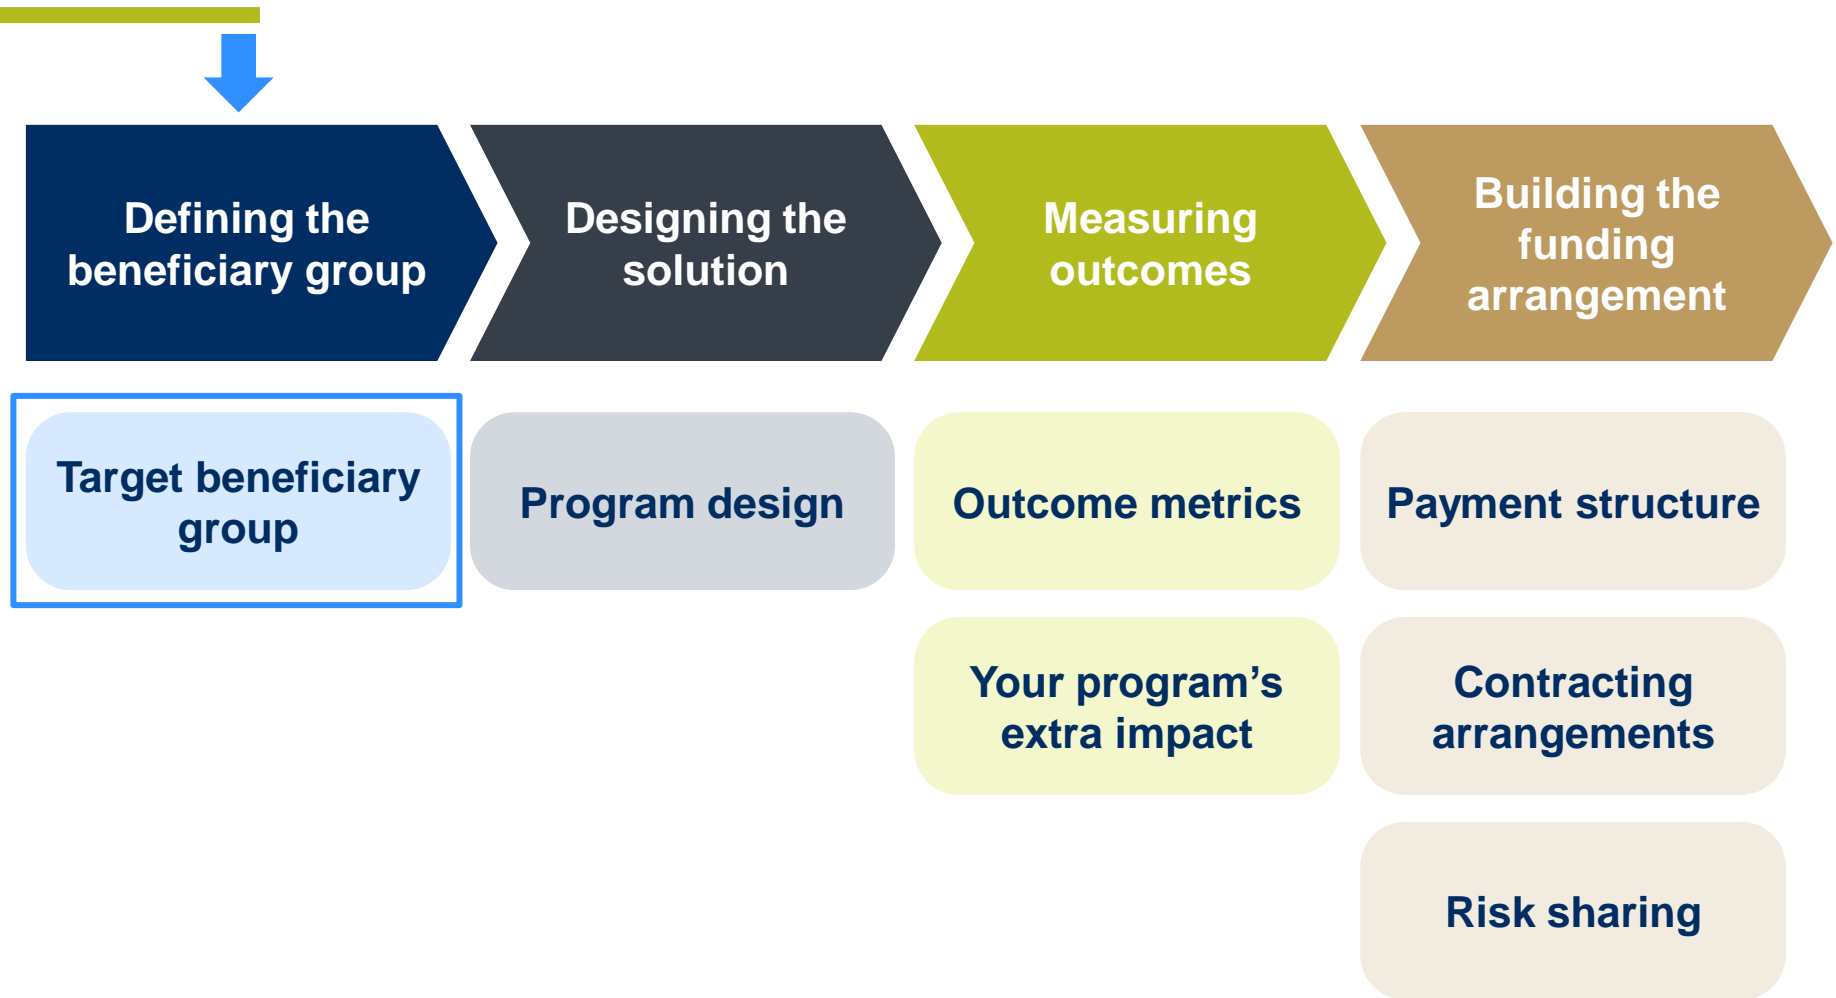 Defining the
beneficiary group
Designing the
solution
Measuring
outcomes
Building the
funding
arrangement
Target beneficiary
group
Program design
Outcome metrics
Payment structure
Your program’s
extra impact
Contracting
arrangements
Risk sharing